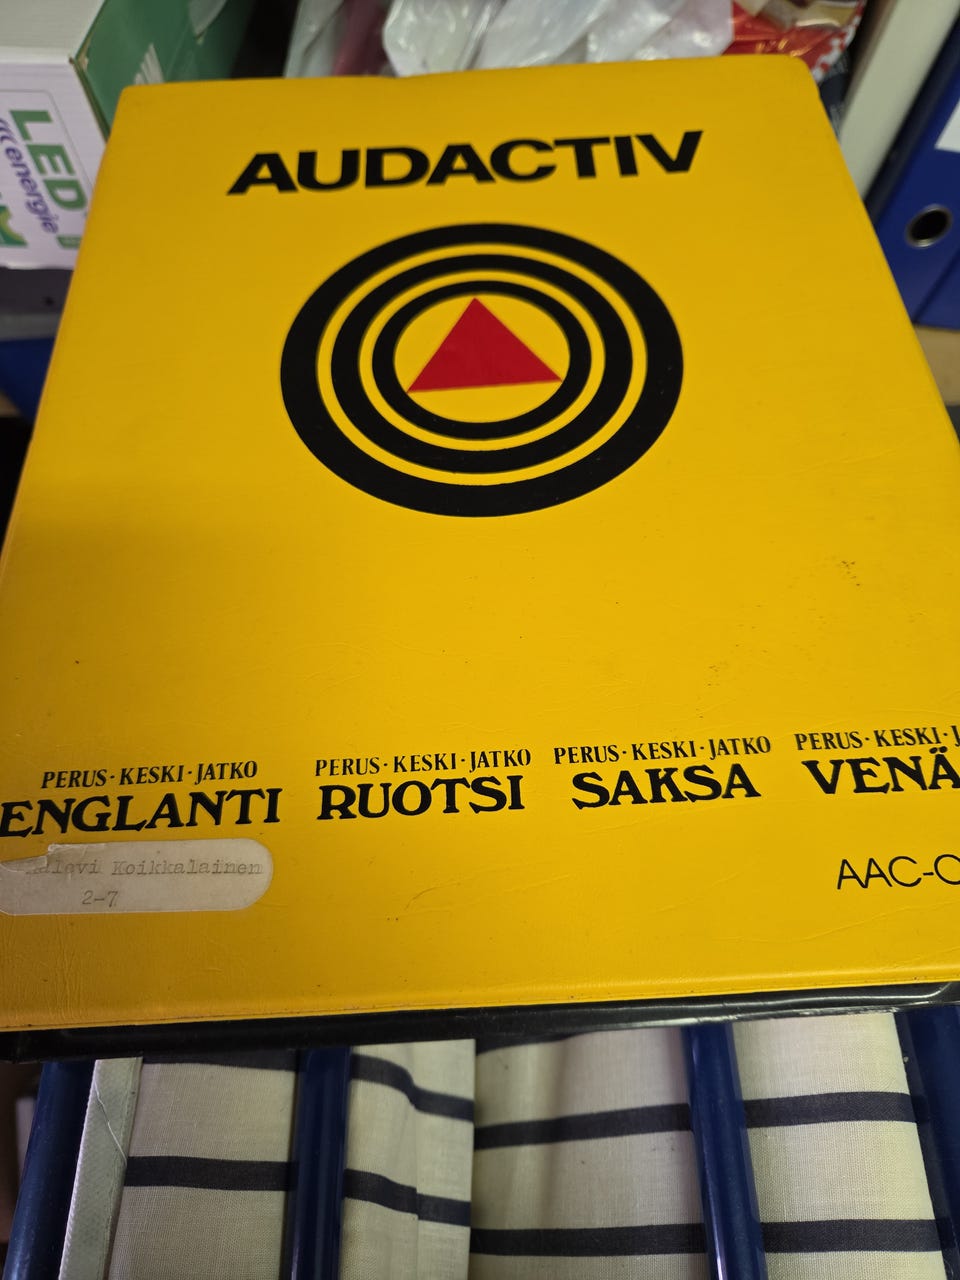 LED
energie
AUDACTIV
PERUS·KESKI·JATKO PERUS·KESKI·JATKO PERUS·KESKI·JATKO PERUS·KESKI·J
ENGLANTI RUOTSI SAKSA VENÄ
alevi Koikkalainen
2-7
AAC-O